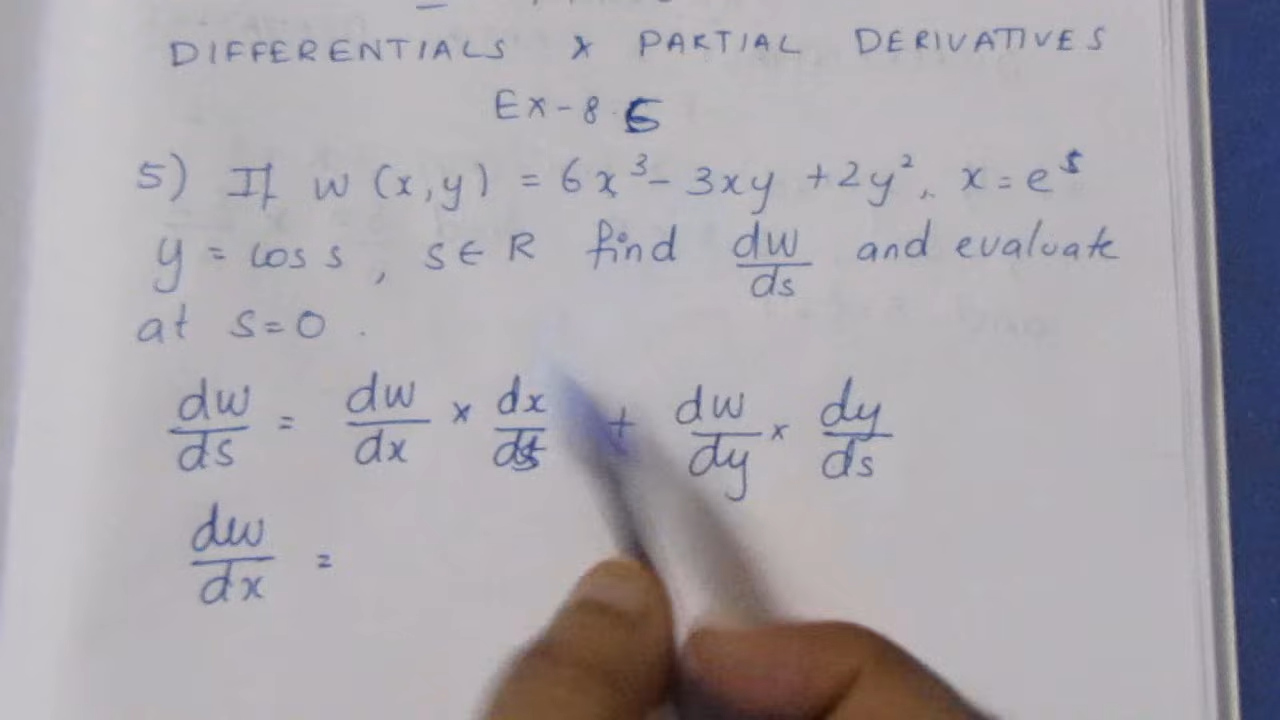 DIFFERENTIALS & PARTIAL DERIVATIVES
Ex-8.6
5) If w(x,y) = 6x³ - 3xy + 2y², x = eˢ
y = cos s, s ∈ R find dw/ds and evaluate
at s=0.
dw/ds = dw/dx × dx/ds + dw/dy × dy/ds
dw/dx =